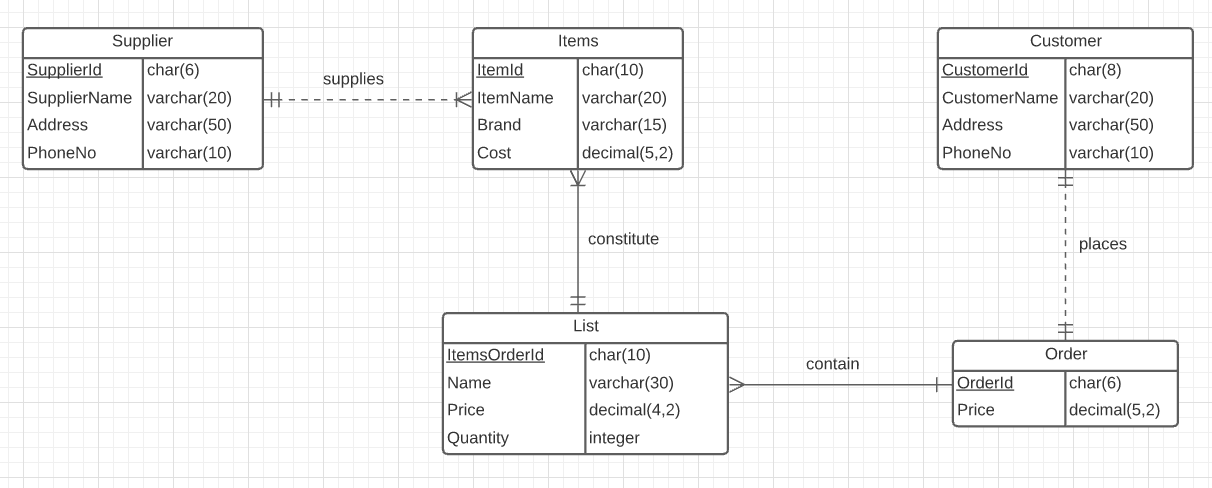 Supplier
SupplierId char(6)
SupplierName varchar(20)
Address varchar(50)
PhoneNo varchar(10)
supplies
Items
ItemId char(10)
ItemName varchar(20)
Brand varchar(15)
Cost decimal(5,2)
Customer
CustomerId char(8)
CustomerName varchar(20)
Address varchar(50)
PhoneNo varchar(10)
constitute
places
List
ItemsOrderId char(10)
Name varchar(30)
Price decimal(4,2)
Quantity integer
contain
Order
OrderId char(6)
Price decimal(5,2)